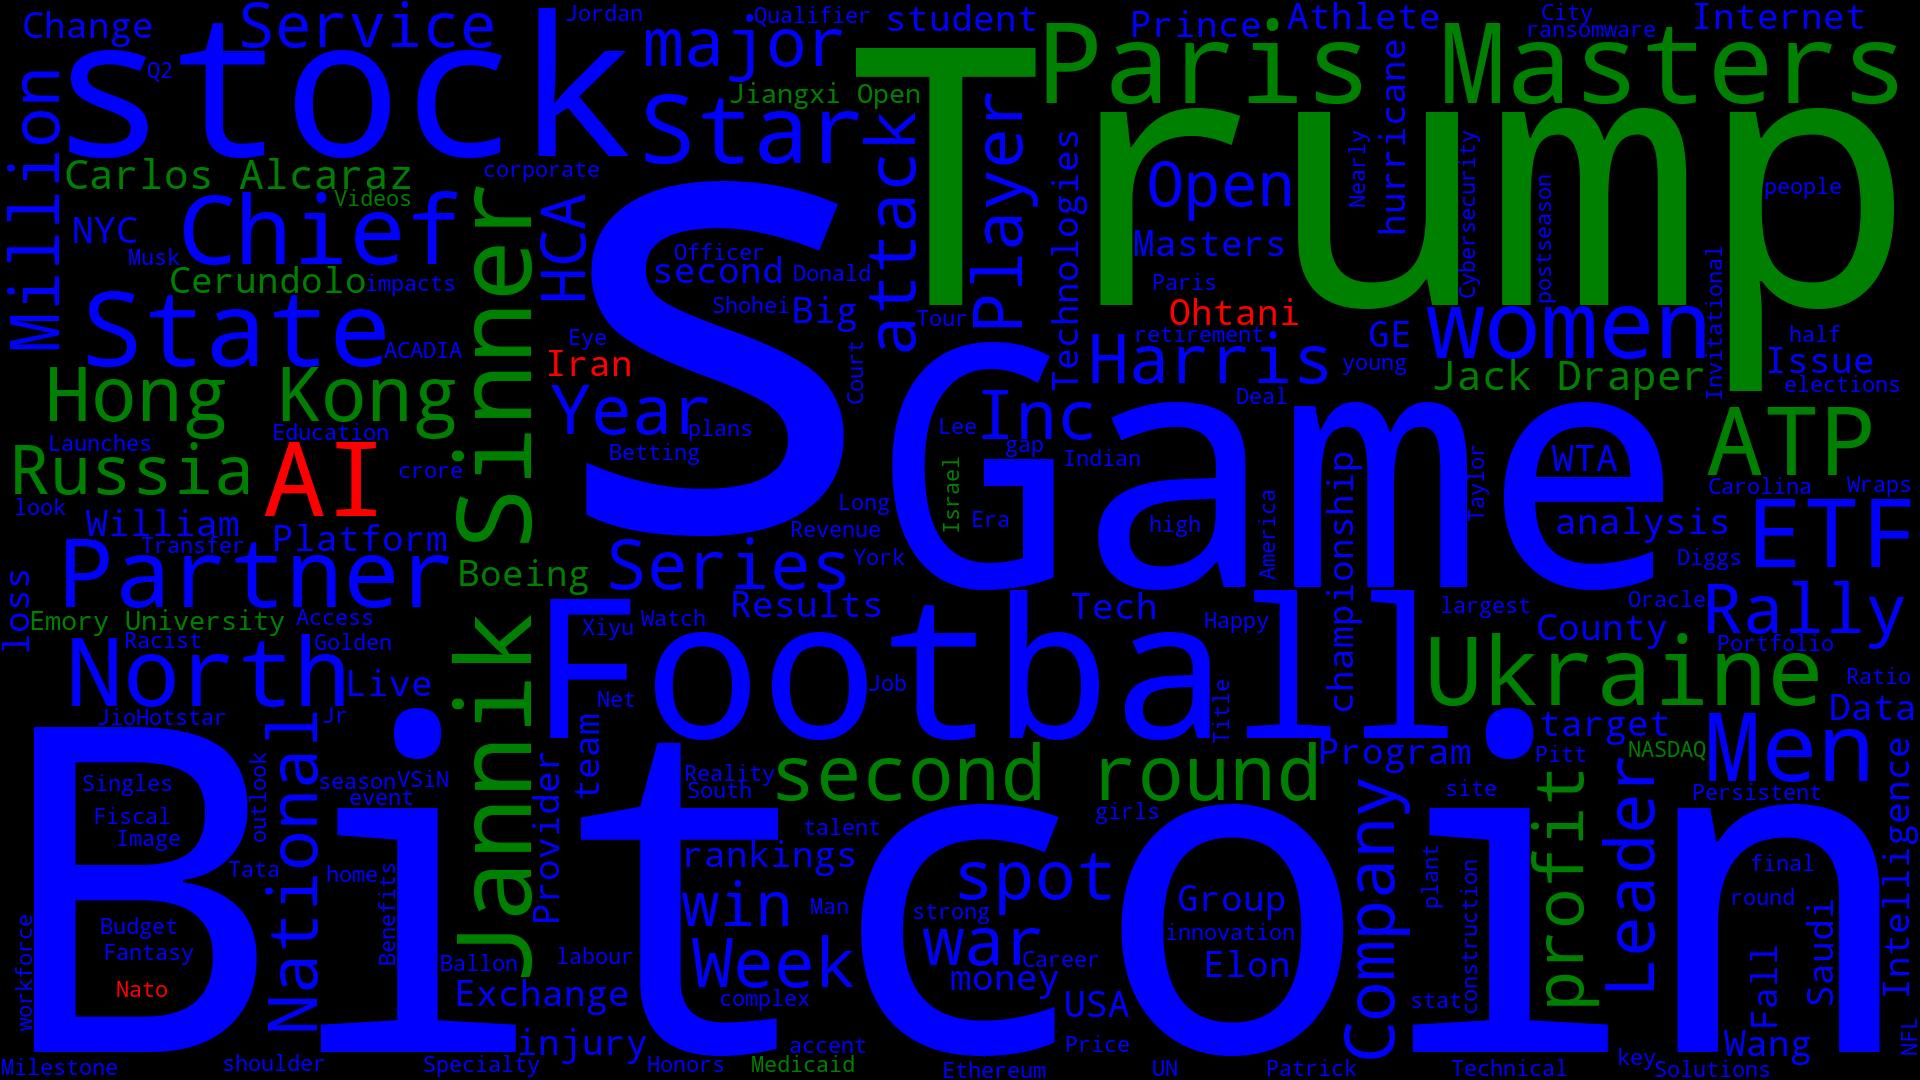 Change
Service
Jordan
Qualifier
student
Prince
Athlete
City
ransomware
Internet
stock
Q2
major
Paris Masters
Million
Jiangxi Open
Trump
Star
attack
Player
Technologies
Nearly
hurricane
Cybersecurity
postseason
people
Carlos Alcaraz
Videos
corporate
Open
NYC
Chief
Musk
HCA
S
Officer
second
Donald
Masters
Cerundolo
impacts
Paris
Invitational
State
Shohei
Big
Tour
Ohtani
women
ACADIA
Eye
Iran
Court
retirement
Harris
GE
young
half
Issue
elections
Hong Kong
Jannik Sinner
Year
plans
Game
Inc
Deal
Jack Draper
Launches
Education
Betting
Lee
gap
Indian
ATP
Russia
AI
crore
Israel
championship
Taylor
WTA
Carolina
Wraps
look
William
Long
Era
high
America
analysis
ETF
Transfer
Platform
Revenue
Partner
Series
York
Diggs
Boeing
loss
Emory University
Access
Football
Results
Tech
largest
Oracle
Rally
Racist
Golden
Xiyu
Watch
Happy
County
Portfolio
North
Live
Net
Job
Title
Ukraine
Ratio
JioHotstar
Jr
team
target
Data
Bitcoin
National
Provider
second round
Program
Pitt
NASDAQ
Men
Singles
outlook
season
VSiN
event
Reality
South
girls
Company
site
profit
Leader
Persistent
Intelligence
Fiscal
Image
talent
rankings
plant
Tata
home
Benefits
spot
construction
final
workforce
Budget
Fantasy
win
Man
strong
Group
innovation
round
Saudi
Nato
Ballon
labour
Week
war
Career
Elon
money
Fall
Exchange
complex
USA
stat
injury
accent
Price
Wang
NFL
Milestone
shoulder
Specialty
Honors
Medicaid
Ethereum
UN
Patrick
Technical
key
Solutions